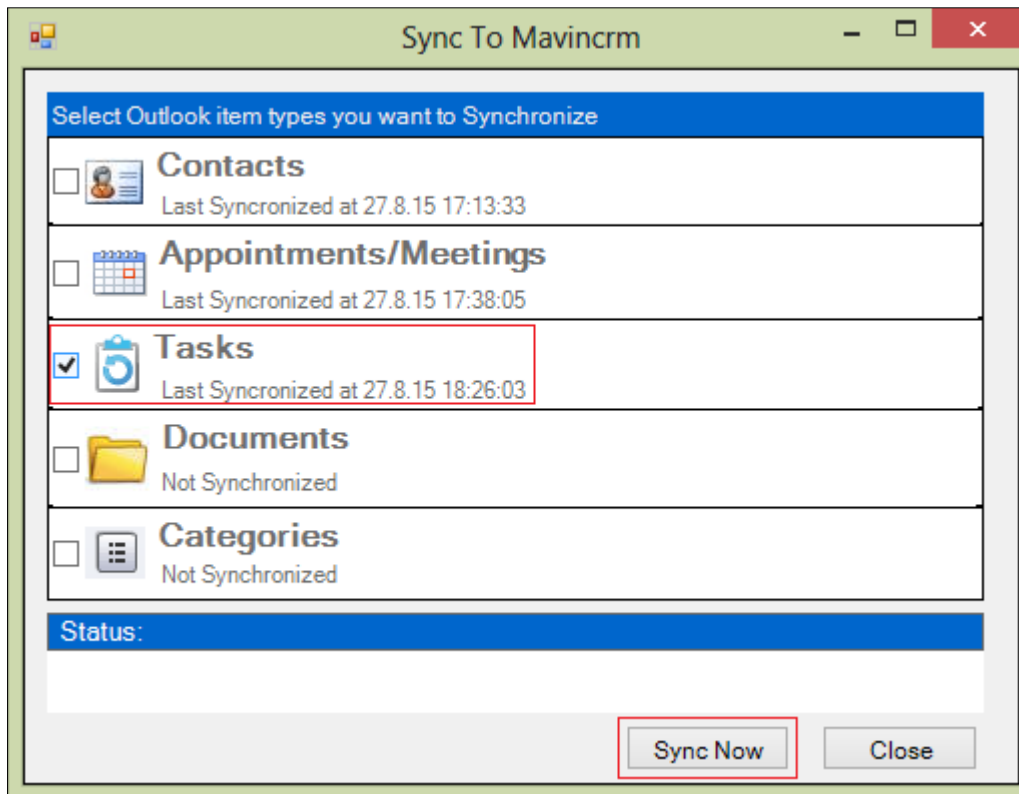 Sync To Mavincrm
Select Outlook item types you want to Synchronize
Contacts
Last Syncronized at 27.8.15 17:13:33
Appointments/Meetings
Last Syncronized at 27.8.15 17:38:05
Tasks
Last Syncronized at 27.8.15 18:26:03
Documents
Not Synchronized
Categories
Not Synchronized
Status:
Sync Now Close